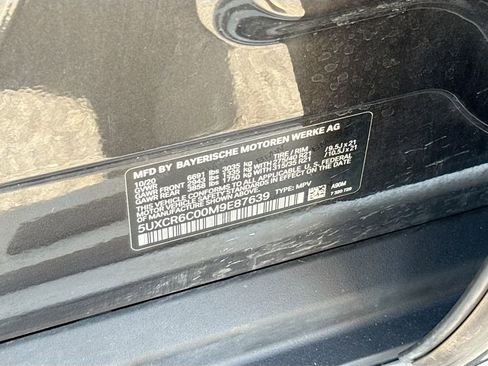 MFD BY BAYERISCHE MOTOREN WERKE AG
10/20 TIRE / RIM
GVWR 6691 lbs 3035 kg
GAWR FRONT 3343 lbs kg WITH 275/40 R21 / 9.5J x 21
GAWR REAR 3858 lbs 1750 kg WITH 315/35 R21 / 10.5J x 21
THIS VEHICLE CONFORMS TO ALL APPLICABLE U.S. FEDERAL
MOTOR VEHICLE SAFETY STANDARDS IN EFFECT ON THE DATE
OF MANUFACTURE SHOWN ABOVE.
5UXCR6C00M9E87639 TYPE: MPV